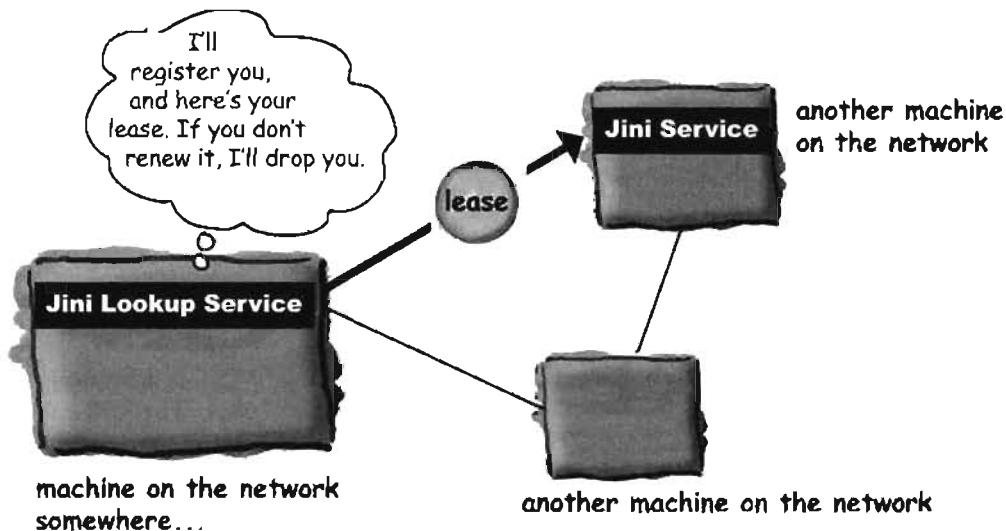 I'll
register you,
and here's your
lease. If you don't
renew it, I'll drop you.
Jini Service
another machine
on the network
lease
Jini Lookup Service
machine on the network
somewhere...
another machine on the network